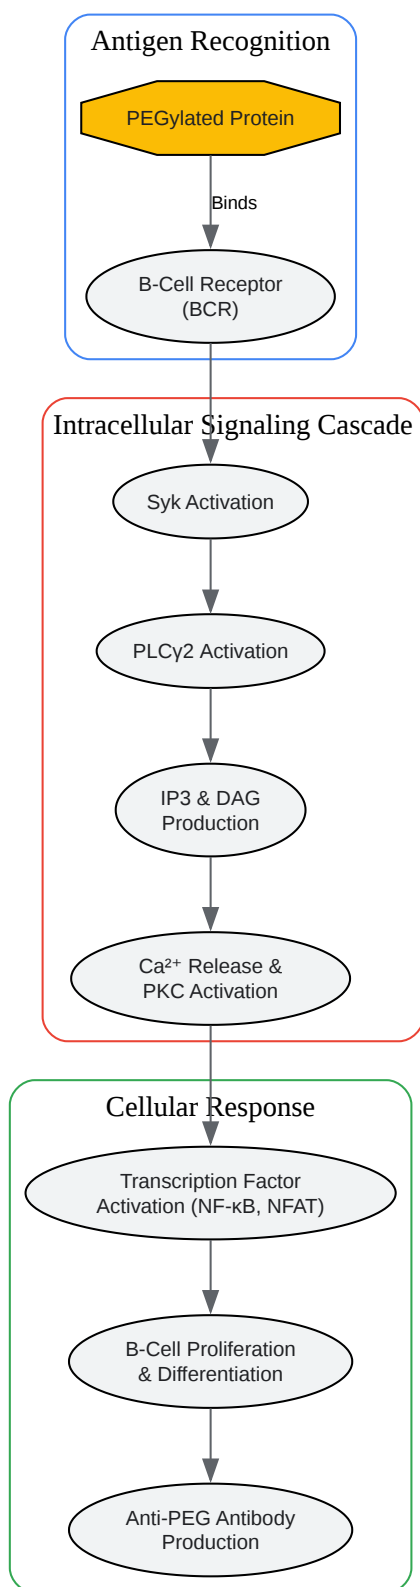 Antigen Recognition
PEGylated Protein
Binds
B-Cell Receptor
(BCR)
Intracellular Signaling Cascade
Syk Activation
PLCγ2 Activation
IP3 & DAG
Production
Ca²⁺ Release &
PKC Activation
Cellular Response
Transcription Factor
Activation (NF-κB, NFAT)
B-Cell Proliferation
& Differentiation
Anti-PEG Antibody
Production